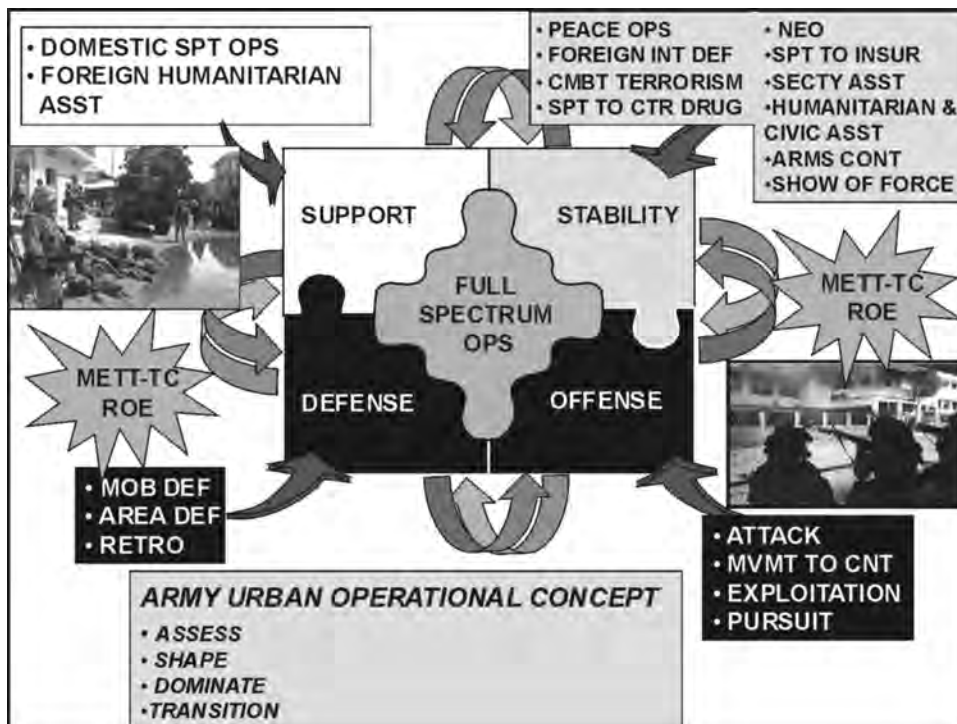 • DOMESTIC SPT OPS
• FOREIGN HUMANITARIAN
ASST
• PEACE OPS
• FOREIGN INT DEF
• CMBT TERRORISM
• SPT TO CTR DRUG
• NEO
• SPT TO INSUR
• SECTY ASST
• HUMANITARIAN &
CIVIC ASST
• ARMS CONT
• SHOW OF FORCE
SUPPORT
STABILITY
FULL
SPECTRUM
OPS
METT-TC
ROE
METT-TC
ROE
DEFENSE
OFFENSE
• MOB DEF
• AREA DEF
• RETRO
• ATTACK
• MVMT TO CNT
• EXPLOITATION
• PURSUIT
ARMY URBAN OPERATIONAL CONCEPT
• ASSESS
• SHAPE
• DOMINATE
• TRANSITION